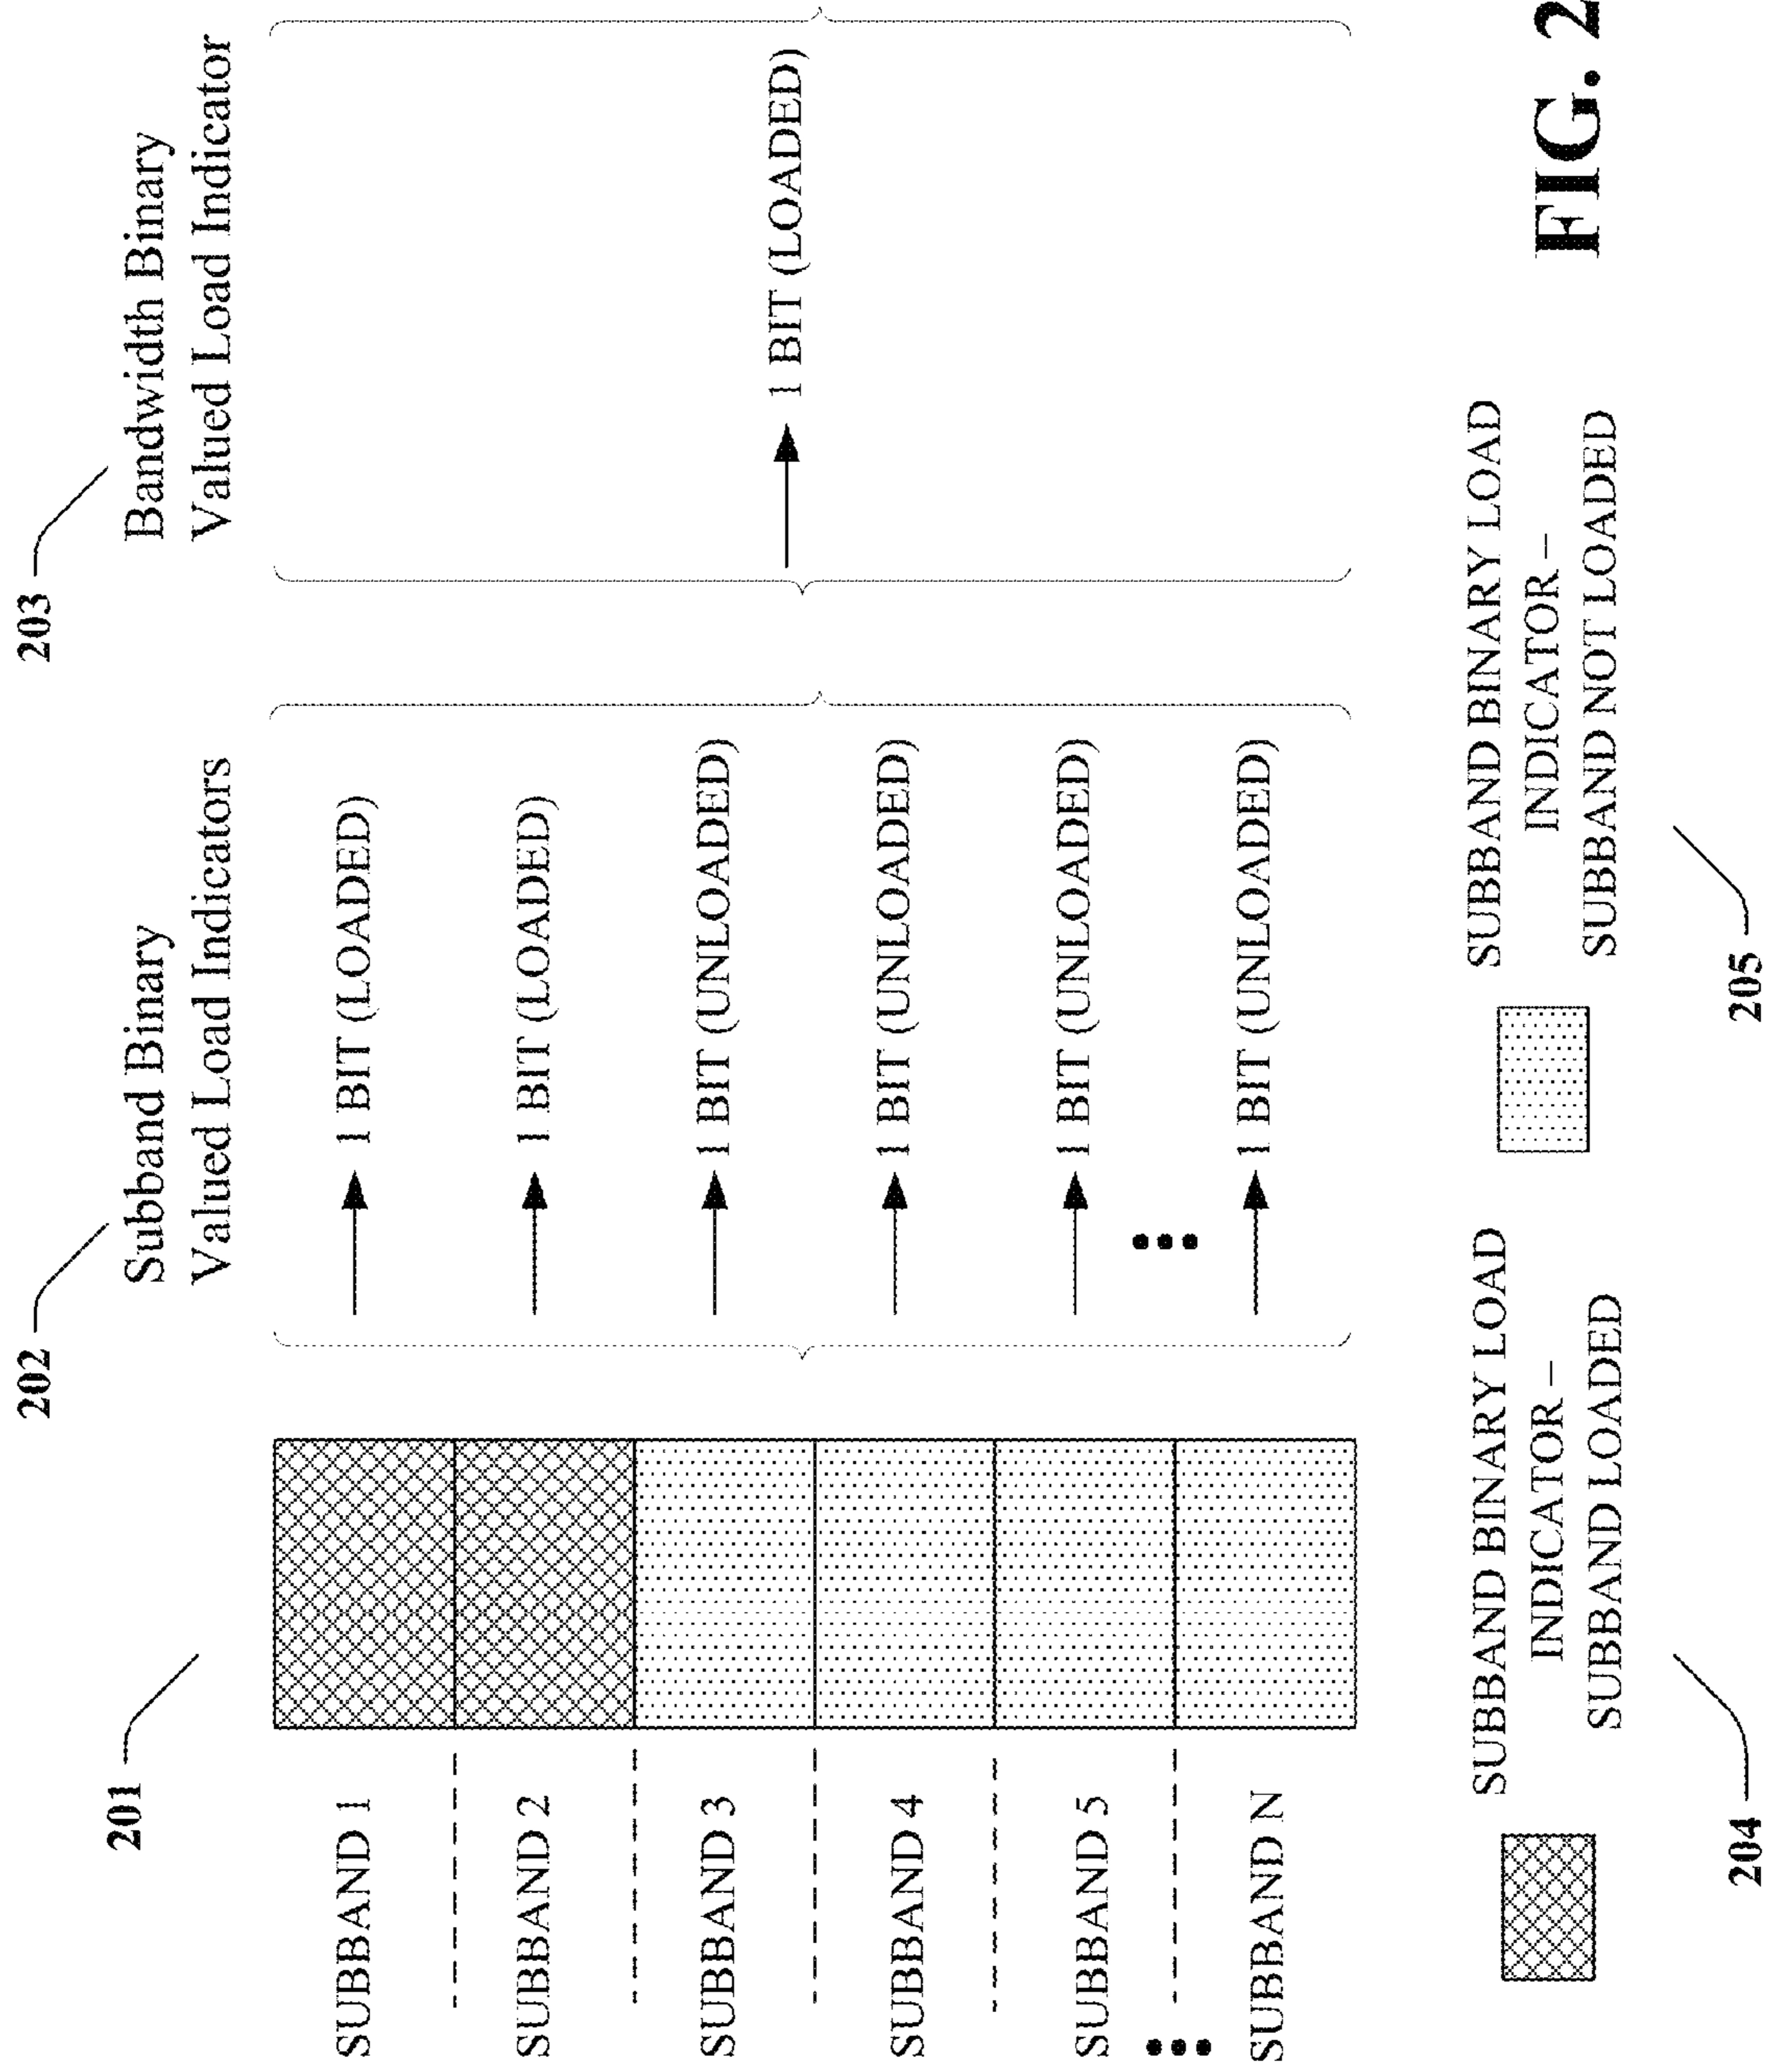 201
202
203
Subband Binary
Valued Load Indicators
Bandwidth Binary
Valued Load Indicator
SUBBAND 1
1 BIT (LOADED)
SUBBAND 2
1 BIT (LOADED)
SUBBAND 3
1 BIT (UNLOADED)
1 BIT (LOADED)
SUBBAND 4
1 BIT (UNLOADED)
SUBBAND 5
1 BIT (UNLOADED)
SUBBAND N
1 BIT (UNLOADED)
SUBBAND BINARY LOAD
INDICATOR –
SUBBAND LOADED
204
SUBBAND BINARY LOAD
INDICATOR –
SUBBAND NOT LOADED
205
FIG. 2